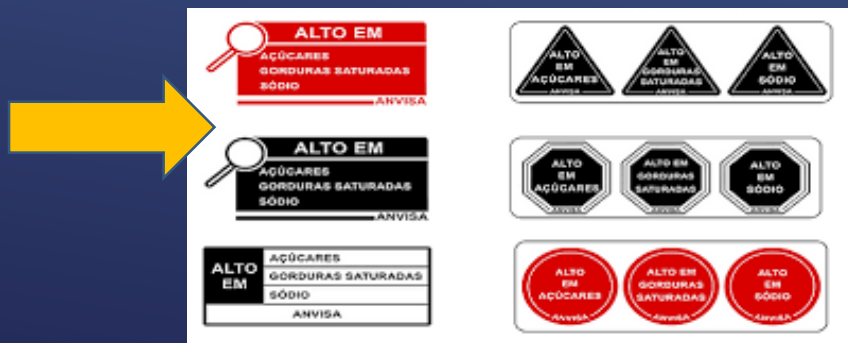 ALTO EM
AÇÚCARES
GORDURAS SATURADAS
SÓDIO
ANVISA
ALTO
EM
AÇÚCARES
ANVISA
ALTO
EM
GORDURAS
SATURADAS
ANVISA
ALTO
EM
SÓDIO
ANVISA
ALTO EM
AÇÚCARES
GORDURAS SATURADAS
SÓDIO
ANVISA
ALTO
EM
AÇÚCARES
ANVISA
ALTO EM
GORDURAS
SATURADAS
ANVISA
ALTO
EM
SÓDIO
ANVISA
ALTO
EM
AÇÚCARES
GORDURAS SATURADAS
SÓDIO
ANVISA
ALTO
EM
AÇÚCARES
ANVISA
ALTO EM
GORDURAS
SATURADAS
ANVISA
ALTO
EM
SÓDIO
ANVISA